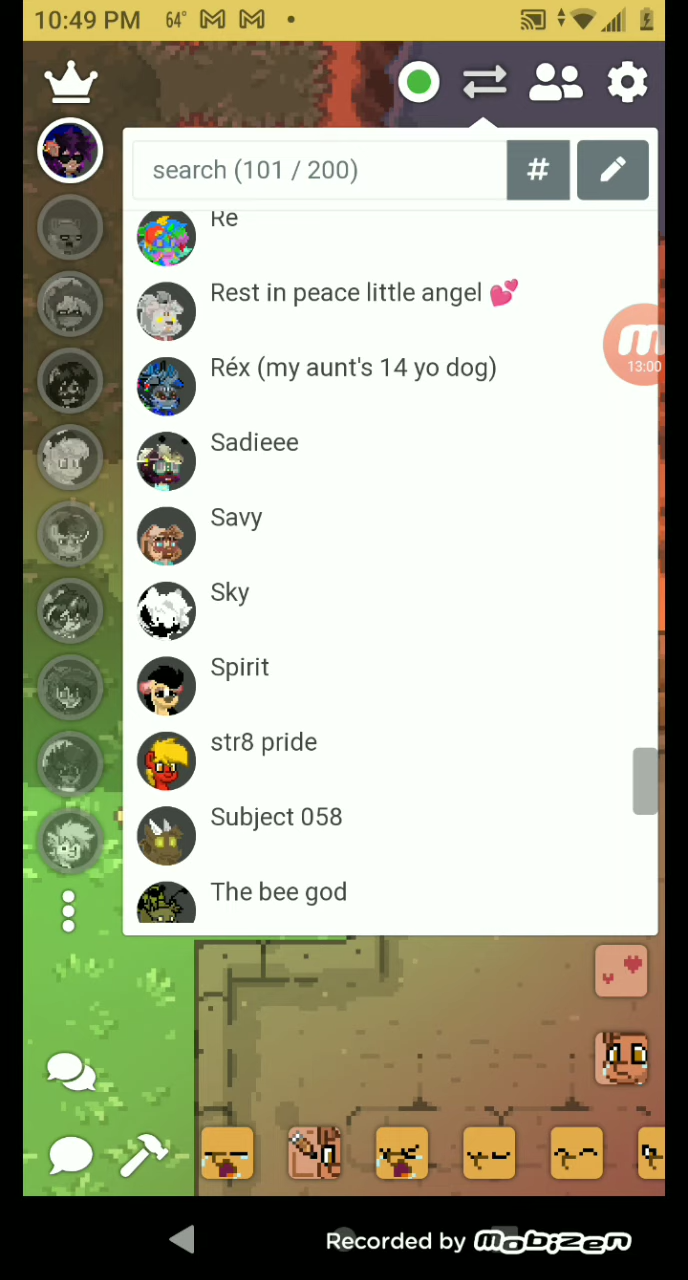 10:49 PM 64°
search (101 / 200) #
Re
Rest in peace little angel 💕
Réx (my aunt's 14 yo dog)
13:00
Sadieee
Savy
Sky
Spirit
str8 pride
Subject 058
The bee god
Recorded by mobizen